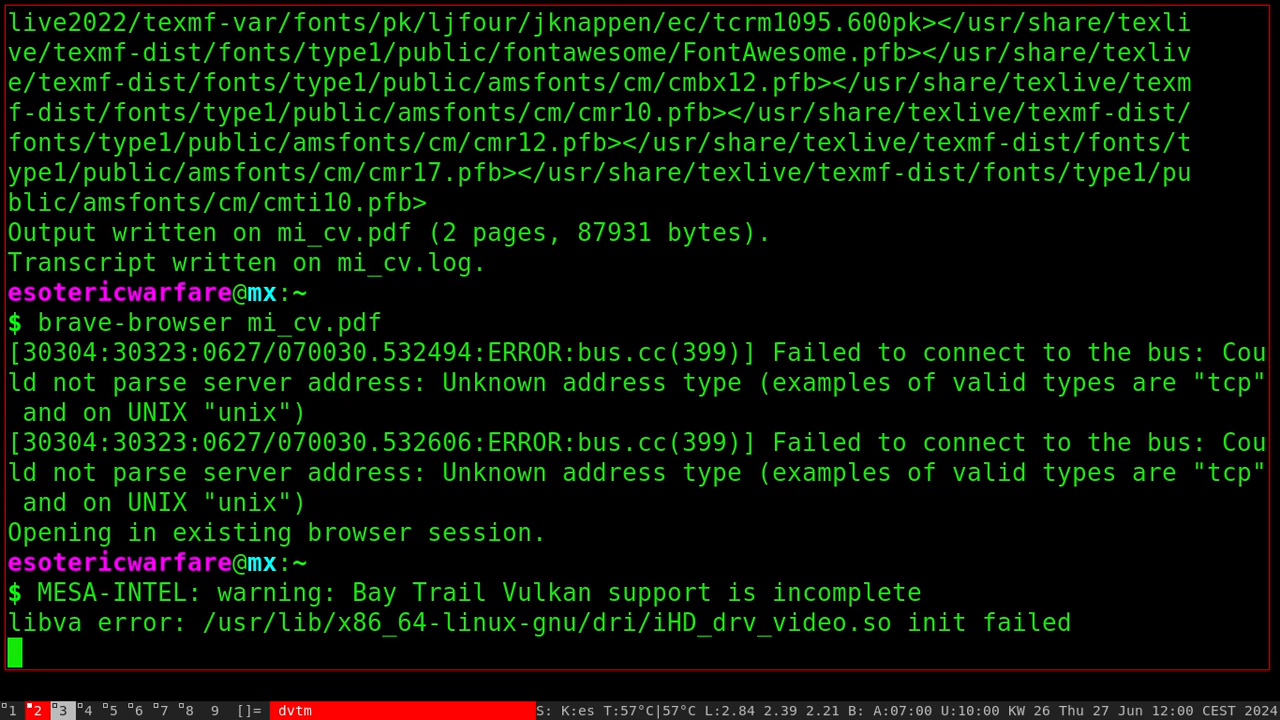 live2022/texmf-var/fonts/pk/ljfour/jknappen/ec/tcrm1095.600pk></usr/share/texli
ve/texmf-dist/fonts/type1/public/fontawesome/FontAwesome.pfb></usr/share/texliv
e/texmf-dist/fonts/type1/public/amsfonts/cm/cmbx12.pfb></usr/share/texlive/texm
f-dist/fonts/type1/public/amsfonts/cm/cmr10.pfb></usr/share/texlive/texmf-dist/
fonts/type1/public/amsfonts/cm/cmr12.pfb></usr/share/texlive/texmf-dist/fonts/t
ype1/public/amsfonts/cm/cmr17.pfb></usr/share/texlive/texmf-dist/fonts/type1/pu
blic/amsfonts/cm/cmti10.pfb>
Output written on mi_cv.pdf (2 pages, 87931 bytes).
Transcript written on mi_cv.log.
esotericwarfare@mx:~
$ brave-browser mi_cv.pdf
[30304:30323:0627/070030.532494:ERROR:bus.cc(399)] Failed to connect to the bus: Cou
ld not parse server address: Unknown address type (examples of valid types are "tcp"
 and on UNIX "unix")
[30304:30323:0627/070030.532606:ERROR:bus.cc(399)] Failed to connect to the bus: Cou
ld not parse server address: Unknown address type (examples of valid types are "tcp"
 and on UNIX "unix")
Opening in existing browser session.
esotericwarfare@mx:~
$ MESA-INTEL: warning: Bay Trail Vulkan support is incomplete
libva error: /usr/lib/x86_64-linux-gnu/dri/iHD_drv_video.so init failed
1 2 3 4 5 6 7 8 9 []= dvtm S: K:es T:57°C|57°C L:2.84 2.39 2.21 B: A:07:00 U:10:00 KW 26 Thu 27 Jun 12:00 CEST 2024